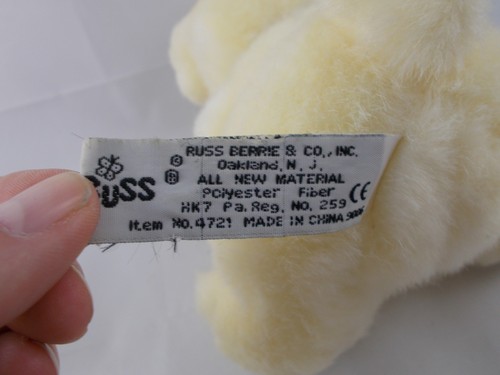 RUSS
RUSS BERRIE & CO., INC.
© Oakland, N. J.
® ALL NEW MATERIAL
Polyester Fiber CE
HK7 Pa. Reg. NO. 259
Item NO. 4721 MADE IN CHINA